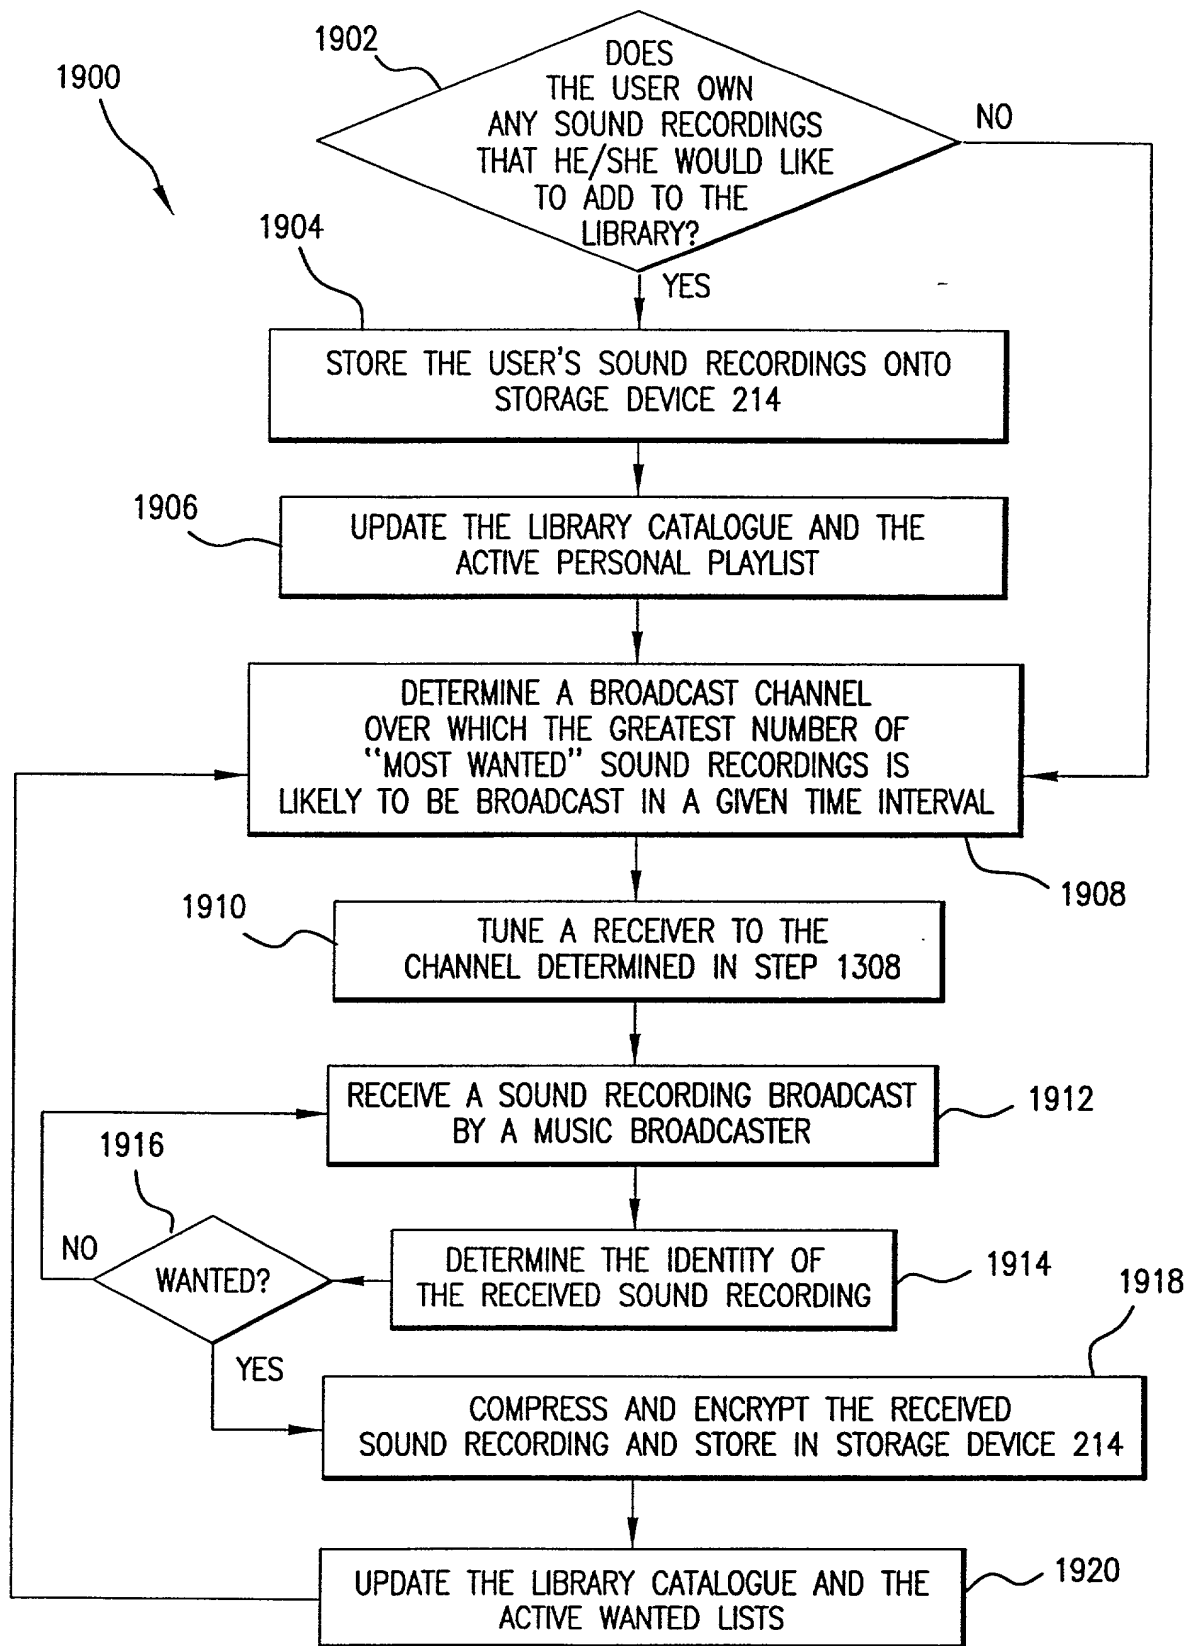 1900
1902
DOES
THE USER OWN
ANY SOUND RECORDINGS
THAT HE/SHE WOULD LIKE
TO ADD TO THE
LIBRARY?
NO
YES
1904
STORE THE USER'S SOUND RECORDINGS ONTO
STORAGE DEVICE 214
1906
UPDATE THE LIBRARY CATALOGUE AND THE
ACTIVE PERSONAL PLAYLIST
DETERMINE A BROADCAST CHANNEL
OVER WHICH THE GREATEST NUMBER OF
"MOST WANTED" SOUND RECORDINGS IS
LIKELY TO BE BROADCAST IN A GIVEN TIME INTERVAL
1908
1910
TUNE A RECEIVER TO THE
CHANNEL DETERMINED IN STEP 1308
RECEIVE A SOUND RECORDING BROADCAST
BY A MUSIC BROADCASTER
1912
1916
NO
WANTED?
YES
DETERMINE THE IDENTITY OF
THE RECEIVED SOUND RECORDING
1914
1918
COMPRESS AND ENCRYPT THE RECEIVED
SOUND RECORDING AND STORE IN STORAGE DEVICE 214
UPDATE THE LIBRARY CATALOGUE AND THE
ACTIVE WANTED LISTS
1920